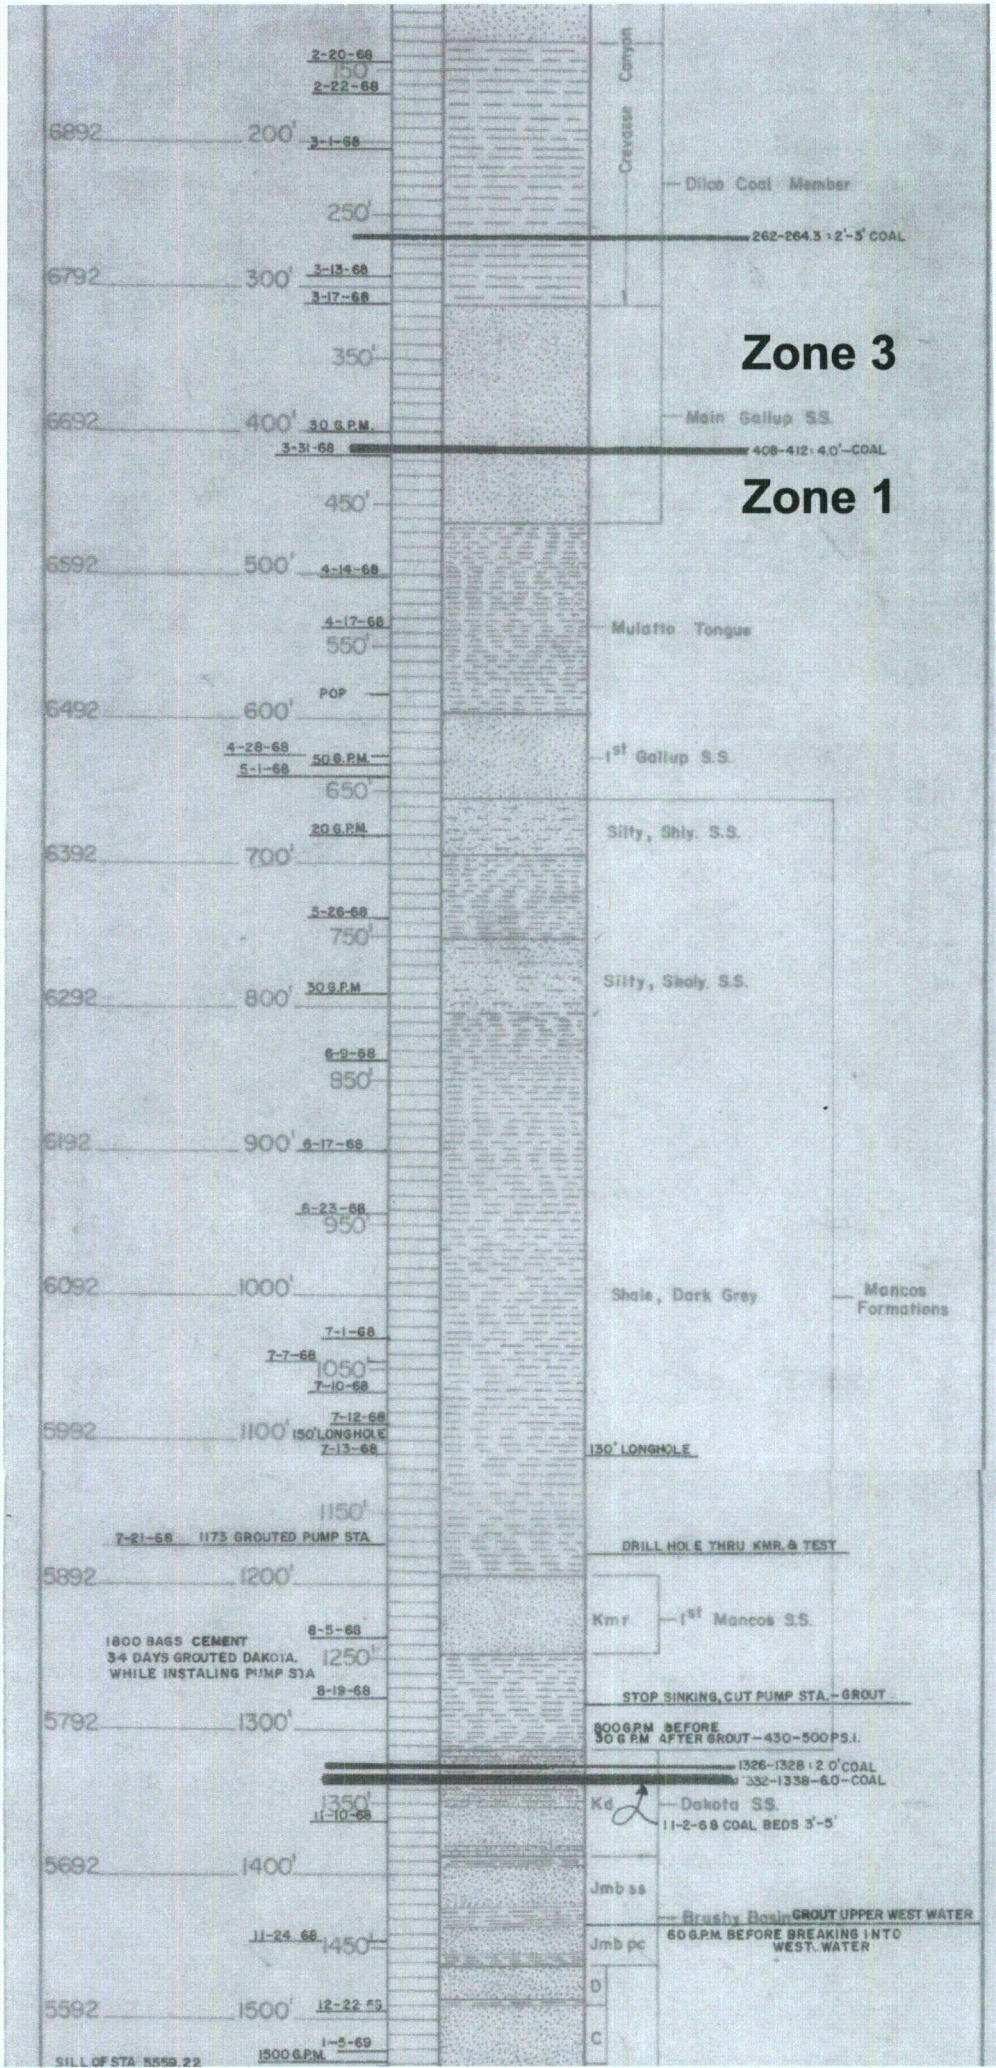 Crevasse Canyon
2-20-68
150'
2-22-68
6892 200'
3-1-68
Dilco Coal Member
250'
262-264.3 : 2'-3' COAL
3-13-68
6792 300'
3-17-68
Zone 3
350'
Main Gallup S.S.
6692 400' 30 G.P.M.
3-31-68
408-412: 4.0'-COAL
Zone 1
450'
6592 500' 4-14-68
4-17-68
Mulatto Tongue
550'
POP
6492 600'
4-28-68
50 G.P.M.
1st Gallup S.S.
5-1-68
650'
20 G.P.M.
Silty, Shly. S.S.
6392 700'
5-26-68
750'
Silty, Shaly. S.S.
6292 800' 30 G.P.M
6-9-68
850'
6192 900' 6-17-68
6-23-68
950'
6092 1000'
Shale, Dark Grey
Mancos
Formations
7-1-68
7-7-68
1050'
7-10-68
7-12-68
5992 1100' 150' LONGHOLE
7-13-68
130' LONGHOLE
1150'
7-21-68 1173 GROUTED PUMP STA.
DRILL HOLE THRU KMR. & TEST
5892 1200'
Kmr
1st Mancos S.S.
8-5-68
1800 BAGS CEMENT
34 DAYS GROUTED DAKOTA.
WHILE INSTALING PUMP STA
1250'
8-19-68
STOP SINKING, CUT PUMP STA.-GROUT
5792 1300'
800 G.P.M BEFORE
30 G P.M AFTER GROUT-430-500 P.S.I.
1326-1328 : 2.0' COAL
1332-1338-6.0-COAL
1350'
Kd
Dakota S.S.
11-10-68
11-2-68 COAL BEDS 3'-5'
5692 1400'
Jmb ss
Brushy Basin
GROUT UPPER WEST WATER
60 G.P.M. BEFORE BREAKING INTO
WEST. WATER
11-24 68
1450'
Jmb pc
D
5592 1500' 12-22
C
1-5-69
1500 G.P.M.
SILL OF STA 5559.22